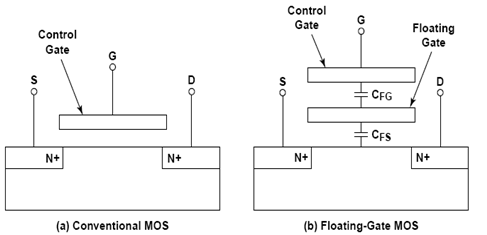 Control
Gate
G
S
D
N+
N+
(a) Conventional MOS
Control
Gate
G
Floating
Gate
S
D
CFG
CFS
N+
N+
(b) Floating-Gate MOS